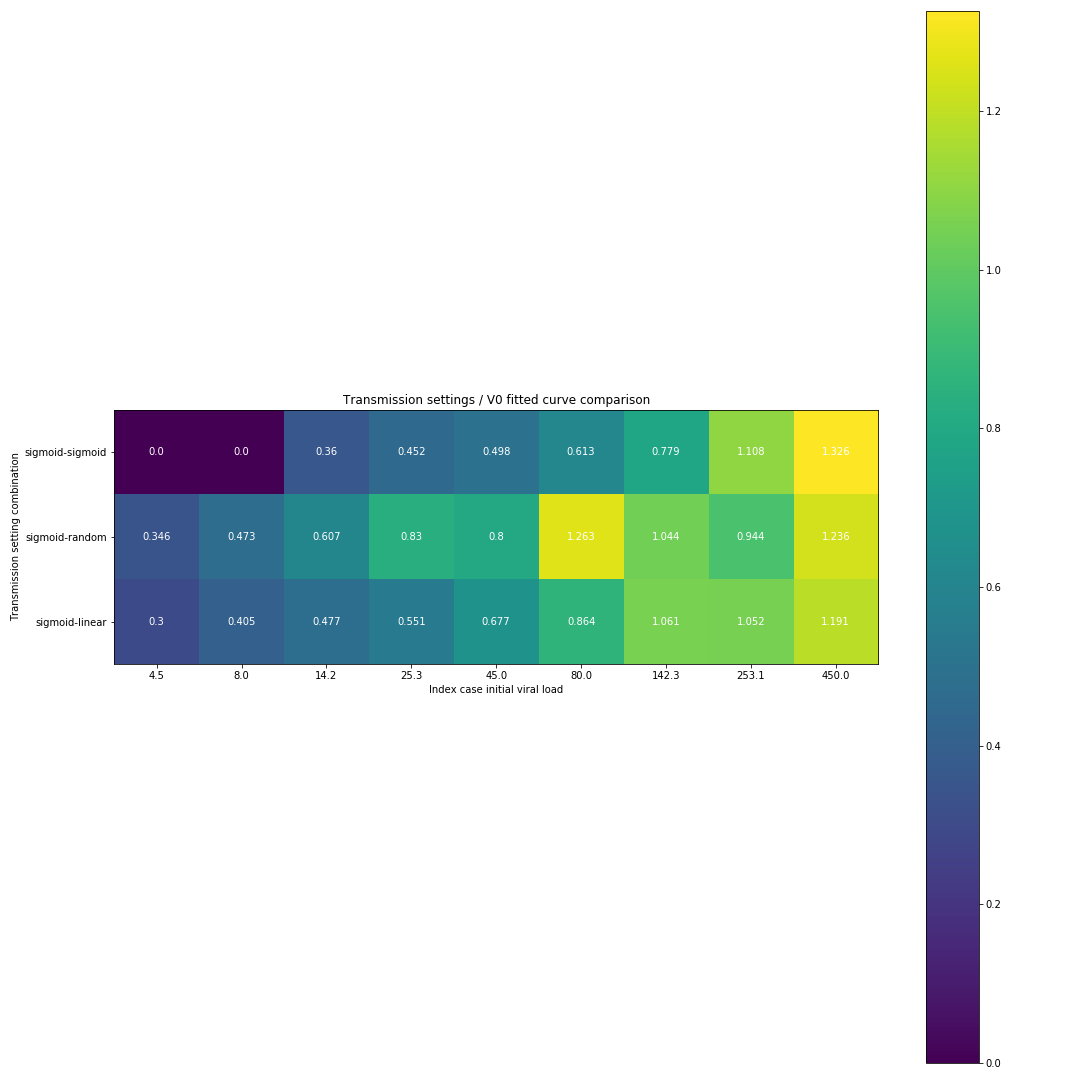 Transmission settings / V0 fitted curve comparison
Transmission setting combination
sigmoid-sigmoid 0.0 0.0 0.36 0.452 0.498 0.613 0.779 1.108 1.326
sigmoid-random 0.346 0.473 0.607 0.83 0.8 1.263 1.044 0.944 1.236
sigmoid-linear 0.3 0.405 0.477 0.551 0.677 0.864 1.061 1.052 1.191
4.5 8.0 14.2 25.3 45.0 80.0 142.3 253.1 450.0
Index case initial viral load
1.2
1.0
0.8
0.6
0.4
0.2
0.0